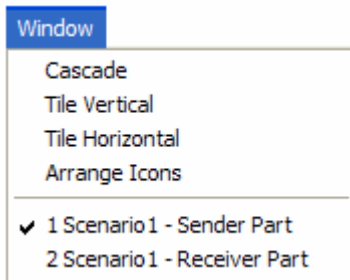 Window
Cascade
Tile Vertical
Tile Horizontal
Arrange Icons
1 Scenario1 - Sender Part
2 Scenario1 - Receiver Part